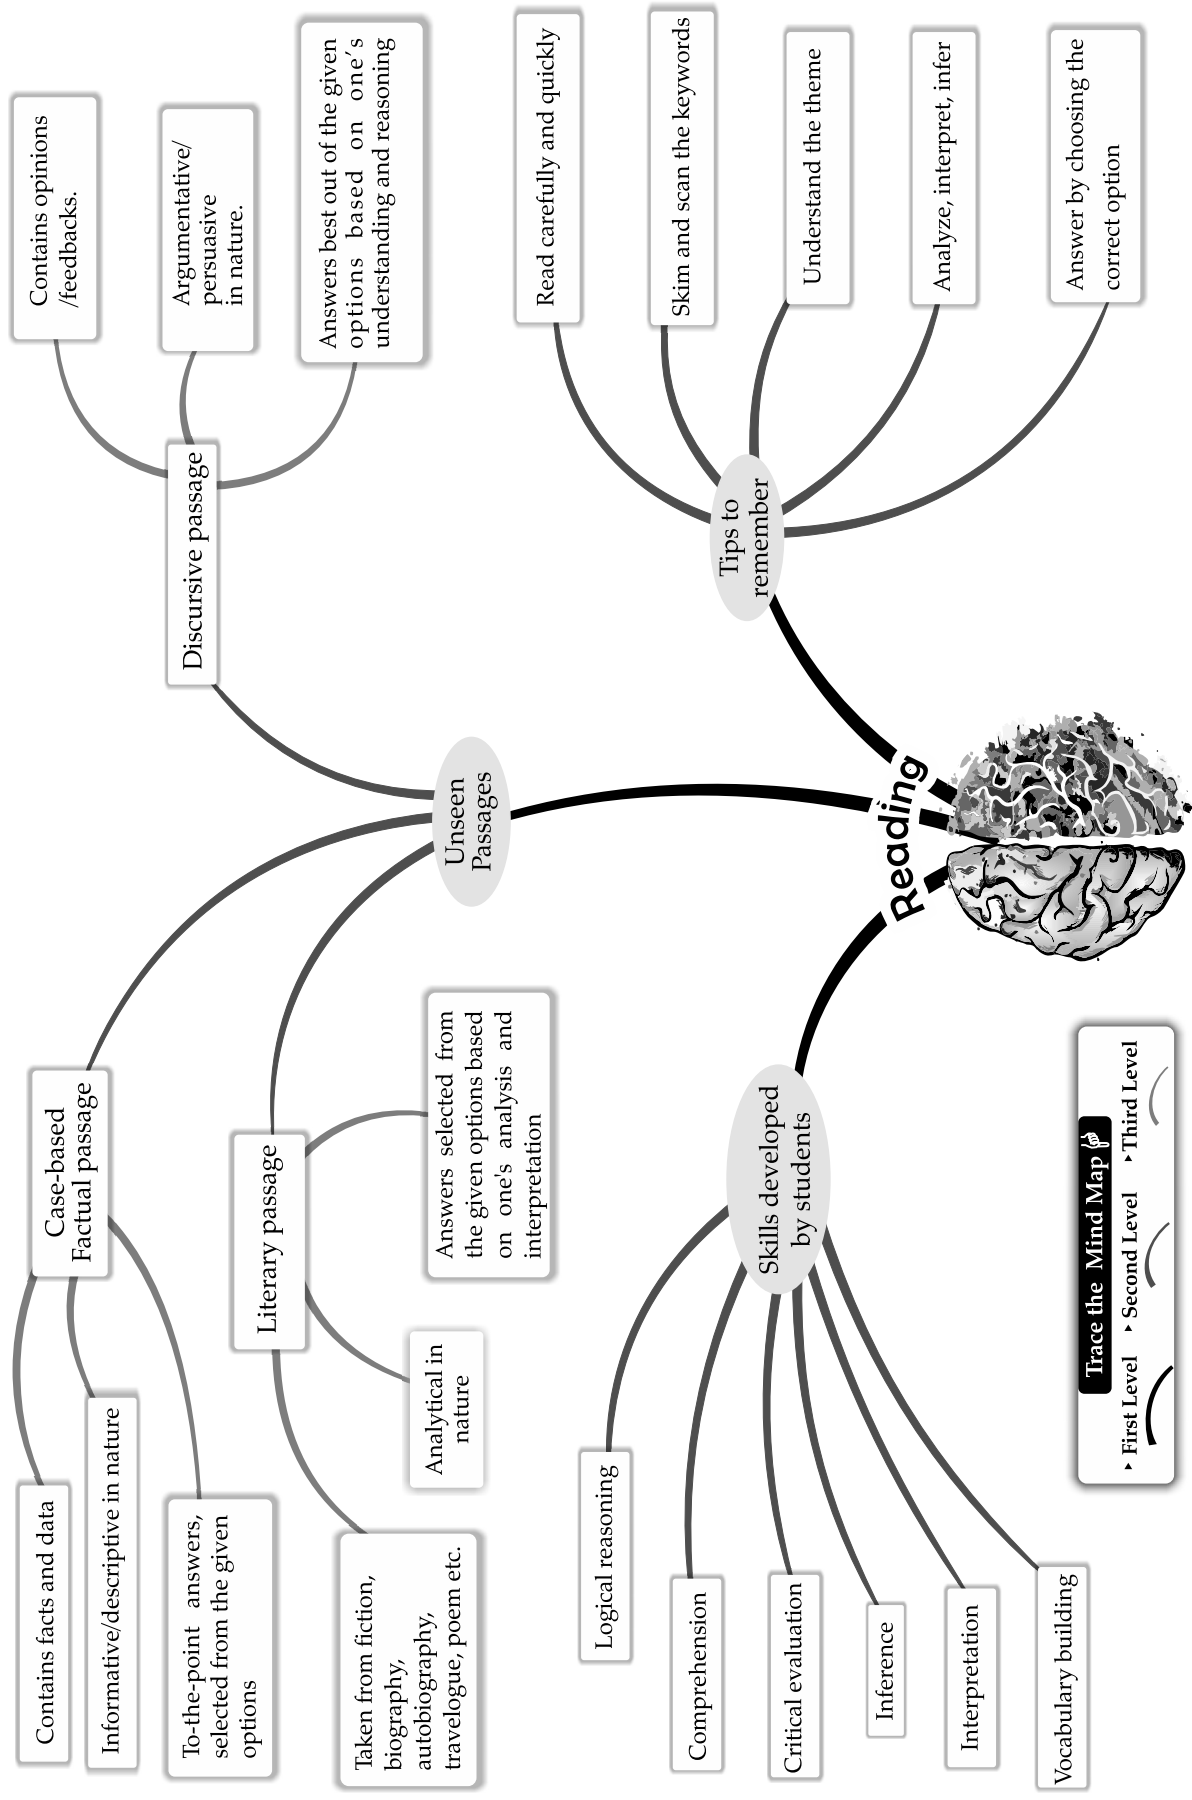 Contains facts and data
Informative/descriptive in nature
To-the-point answers,
selected from the given
options
Case-based
Factual passage
Taken from fiction,
biography,
autobiography,
travelogue, poem etc.
Analytical in
nature
Answers selected from
the given options based
on one's analysis and
interpretation
Literary passage
Discursive passage
Contains opinions
/feedbacks.
Argumentative/
persuasive
in nature.
Answers best out of the given
options based on one's
understanding and reasoning
Unseen
Passages
Logical reasoning
Comprehension
Critical evaluation
Inference
Interpretation
Vocabulary building
Skills developed
by students
Reading
Tips to
remember
Read carefully and quickly
Skim and scan the keywords
Understand the theme
Analyze, interpret, infer
Answer by choosing the
correct option
Trace the Mind Map
First Level
Second Level
Third Level